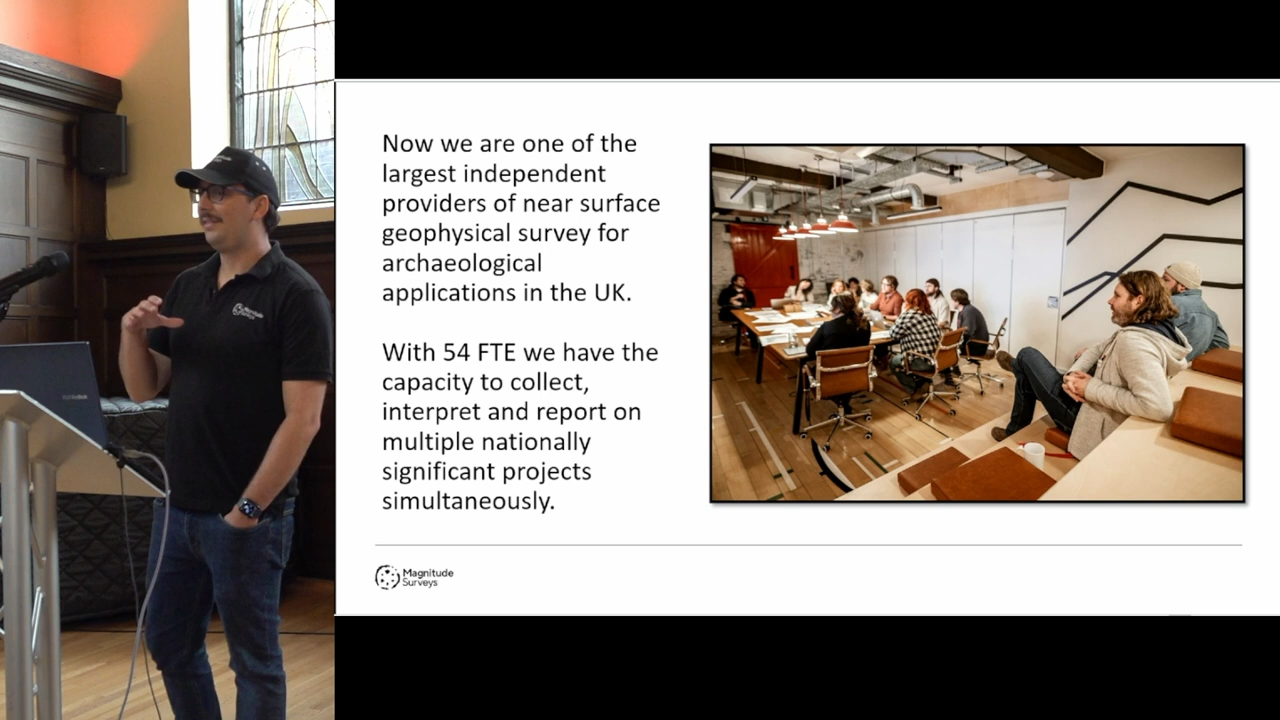 Now we are one of the
largest independent
providers of near surface
geophysical survey for
archaeological
applications in the UK.
With 54 FTE we have the
capacity to collect,
interpret and report on
multiple nationally
significant projects
simultaneously.
Magnitude
Surveys